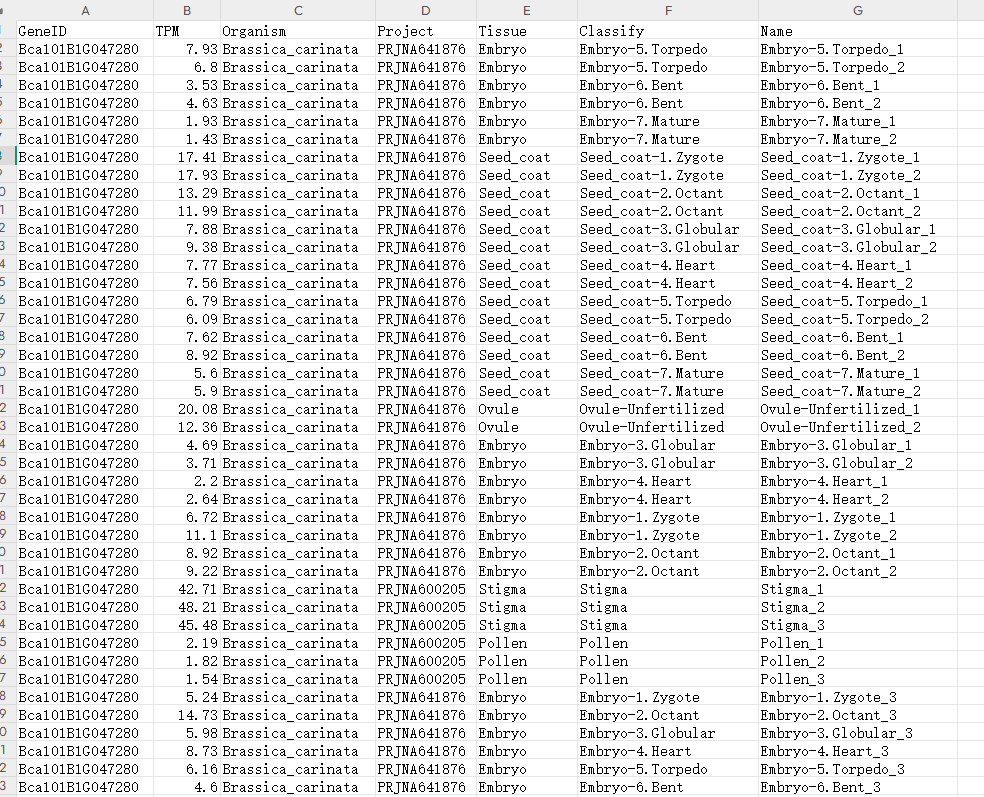 A B C D E F G
GeneID TPM Organism Project Tissue Classify Name
Bca101B1G047280 7.93 Brassica_carinata PRJNA641876 Embryo Embryo-5.Torpedo Embryo-5.Torpedo_1
Bca101B1G047280 6.8 Brassica_carinata PRJNA641876 Embryo Embryo-5.Torpedo Embryo-5.Torpedo_2
Bca101B1G047280 3.53 Brassica_carinata PRJNA641876 Embryo Embryo-6.Bent Embryo-6.Bent_1
Bca101B1G047280 4.63 Brassica_carinata PRJNA641876 Embryo Embryo-6.Bent Embryo-6.Bent_2
Bca101B1G047280 1.93 Brassica_carinata PRJNA641876 Embryo Embryo-7.Mature Embryo-7.Mature_1
Bca101B1G047280 1.43 Brassica_carinata PRJNA641876 Embryo Embryo-7.Mature Embryo-7.Mature_2
Bca101B1G047280 17.41 Brassica_carinata PRJNA641876 Seed_coat Seed_coat-1.Zygote Seed_coat-1.Zygote_1
Bca101B1G047280 17.93 Brassica_carinata PRJNA641876 Seed_coat Seed_coat-1.Zygote Seed_coat-1.Zygote_2
Bca101B1G047280 13.29 Brassica_carinata PRJNA641876 Seed_coat Seed_coat-2.Octant Seed_coat-2.Octant_1
Bca101B1G047280 11.99 Brassica_carinata PRJNA641876 Seed_coat Seed_coat-2.Octant Seed_coat-2.Octant_2
Bca101B1G047280 7.88 Brassica_carinata PRJNA641876 Seed_coat Seed_coat-3.Globular Seed_coat-3.Globular_1
Bca101B1G047280 9.38 Brassica_carinata PRJNA641876 Seed_coat Seed_coat-3.Globular Seed_coat-3.Globular_2
Bca101B1G047280 7.77 Brassica_carinata PRJNA641876 Seed_coat Seed_coat-4.Heart Seed_coat-4.Heart_1
Bca101B1G047280 7.56 Brassica_carinata PRJNA641876 Seed_coat Seed_coat-4.Heart Seed_coat-4.Heart_2
Bca101B1G047280 6.79 Brassica_carinata PRJNA641876 Seed_coat Seed_coat-5.Torpedo Seed_coat-5.Torpedo_1
Bca101B1G047280 6.09 Brassica_carinata PRJNA641876 Seed_coat Seed_coat-5.Torpedo Seed_coat-5.Torpedo_2
Bca101B1G047280 7.62 Brassica_carinata PRJNA641876 Seed_coat Seed_coat-6.Bent Seed_coat-6.Bent_1
Bca101B1G047280 8.92 Brassica_carinata PRJNA641876 Seed_coat Seed_coat-6.Bent Seed_coat-6.Bent_2
Bca101B1G047280 5.6 Brassica_carinata PRJNA641876 Seed_coat Seed_coat-7.Mature Seed_coat-7.Mature_1
Bca101B1G047280 5.9 Brassica_carinata PRJNA641876 Seed_coat Seed_coat-7.Mature Seed_coat-7.Mature_2
Bca101B1G047280 20.08 Brassica_carinata PRJNA641876 Ovule Ovule-Unfertilized Ovule-Unfertilized_1
Bca101B1G047280 12.36 Brassica_carinata PRJNA641876 Ovule Ovule-Unfertilized Ovule-Unfertilized_2
Bca101B1G047280 4.69 Brassica_carinata PRJNA641876 Embryo Embryo-3.Globular Embryo-3.Globular_1
Bca101B1G047280 3.71 Brassica_carinata PRJNA641876 Embryo Embryo-3.Globular Embryo-3.Globular_2
Bca101B1G047280 2.2 Brassica_carinata PRJNA641876 Embryo Embryo-4.Heart Embryo-4.Heart_1
Bca101B1G047280 2.64 Brassica_carinata PRJNA641876 Embryo Embryo-4.Heart Embryo-4.Heart_2
Bca101B1G047280 6.72 Brassica_carinata PRJNA641876 Embryo Embryo-1.Zygote Embryo-1.Zygote_1
Bca101B1G047280 11.1 Brassica_carinata PRJNA641876 Embryo Embryo-1.Zygote Embryo-1.Zygote_2
Bca101B1G047280 8.92 Brassica_carinata PRJNA641876 Embryo Embryo-2.Octant Embryo-2.Octant_1
Bca101B1G047280 9.22 Brassica_carinata PRJNA641876 Embryo Embryo-2.Octant Embryo-2.Octant_2
Bca101B1G047280 42.71 Brassica_carinata PRJNA600205 Stigma Stigma Stigma_1
Bca101B1G047280 48.21 Brassica_carinata PRJNA600205 Stigma Stigma Stigma_2
Bca101B1G047280 45.48 Brassica_carinata PRJNA600205 Stigma Stigma Stigma_3
Bca101B1G047280 2.19 Brassica_carinata PRJNA600205 Pollen Pollen Pollen_1
Bca101B1G047280 1.82 Brassica_carinata PRJNA600205 Pollen Pollen Pollen_2
Bca101B1G047280 1.54 Brassica_carinata PRJNA600205 Pollen Pollen Pollen_3
Bca101B1G047280 5.24 Brassica_carinata PRJNA641876 Embryo Embryo-1.Zygote Embryo-1.Zygote_3
Bca101B1G047280 14.73 Brassica_carinata PRJNA641876 Embryo Embryo-2.Octant Embryo-2.Octant_3
Bca101B1G047280 5.98 Brassica_carinata PRJNA641876 Embryo Embryo-3.Globular Embryo-3.Globular_3
Bca101B1G047280 8.73 Brassica_carinata PRJNA641876 Embryo Embryo-4.Heart Embryo-4.Heart_3
Bca101B1G047280 6.16 Brassica_carinata PRJNA641876 Embryo Embryo-5.Torpedo Embryo-5.Torpedo_3
Bca101B1G047280 4.6 Brassica_carinata PRJNA641876 Embryo Embryo-6.Bent Embryo-6.Bent_3